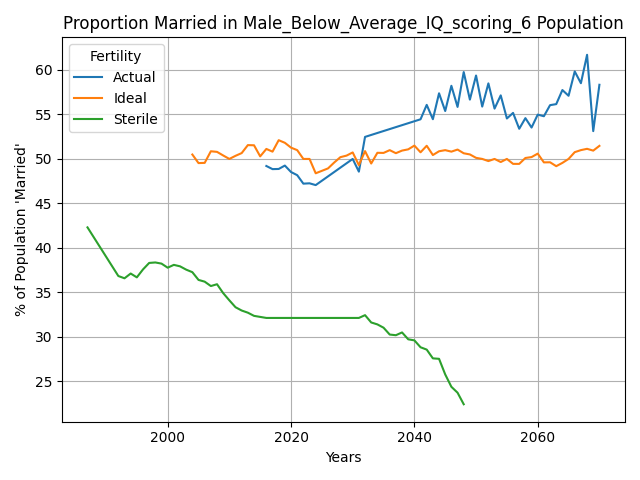 Proportion Married in Male_Below_Average_IQ_scoring_6 Population
Fertility
Actual
Ideal
Sterile
% of Population 'Married'
60
55
50
45
40
35
30
25
2000 2020 2040 2060
Years